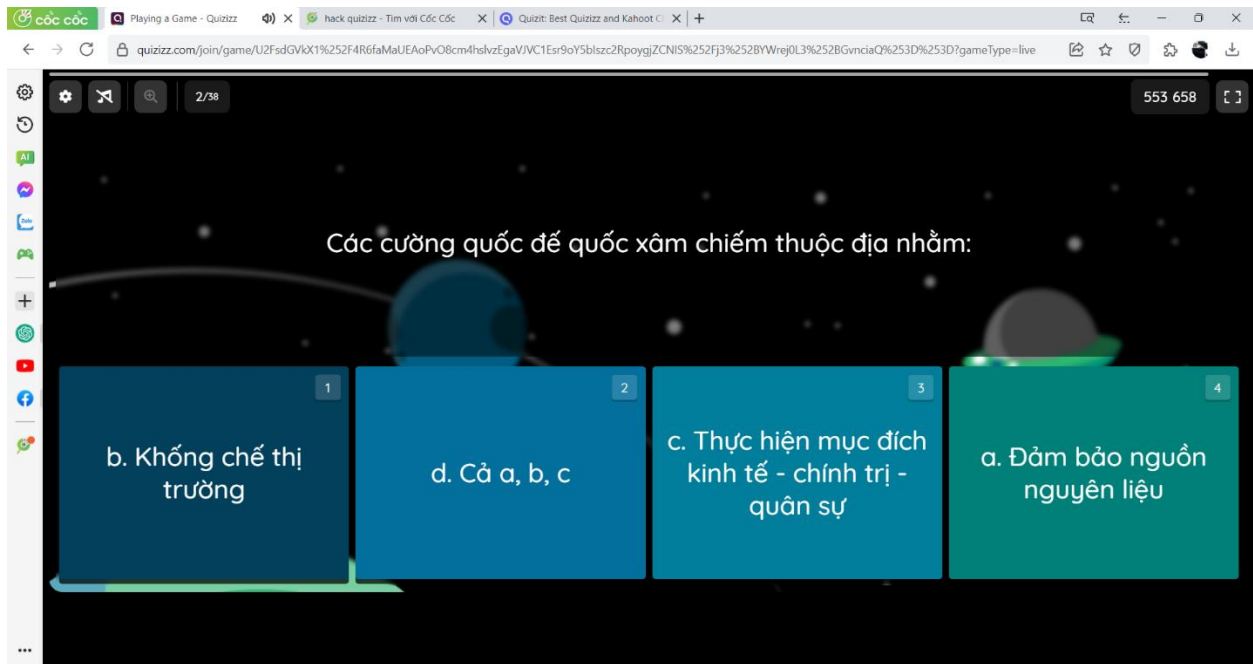 cốc cốc
Playing a Game - Quizizz
hack quizizz - Tìm với Cốc Cốc
Quizit: Best Quizizz and Kahoot C
quizizz.com/join/game/U2FsdGVkX1%252F4R6faMaUEAoPvO8cm4hslvzEgaVJVC1Esr9oY5blszc2RpoygjZCNIS%252Fj3%252BYWrej0L3%252BGvnciaQ%253D%253D?gameType=live
2/38
553 658
AI
Zalo
Các cường quốc đế quốc xâm chiếm thuộc địa nhằm:
1
b. Khống chế thị
trường
2
d. Cả a, b, c
3
c. Thực hiện mục đích
kinh tế - chính trị -
quân sự
4
a. Đảm bảo nguồn
nguyên liệu